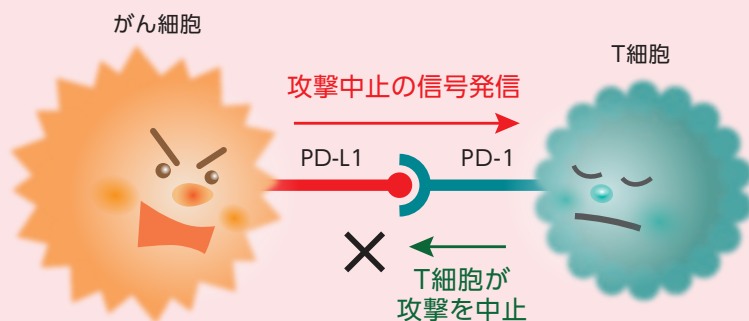 がん細胞
T細胞
攻撃中止の信号発信
PD-L1
PD-1
T細胞が
攻撃を中止